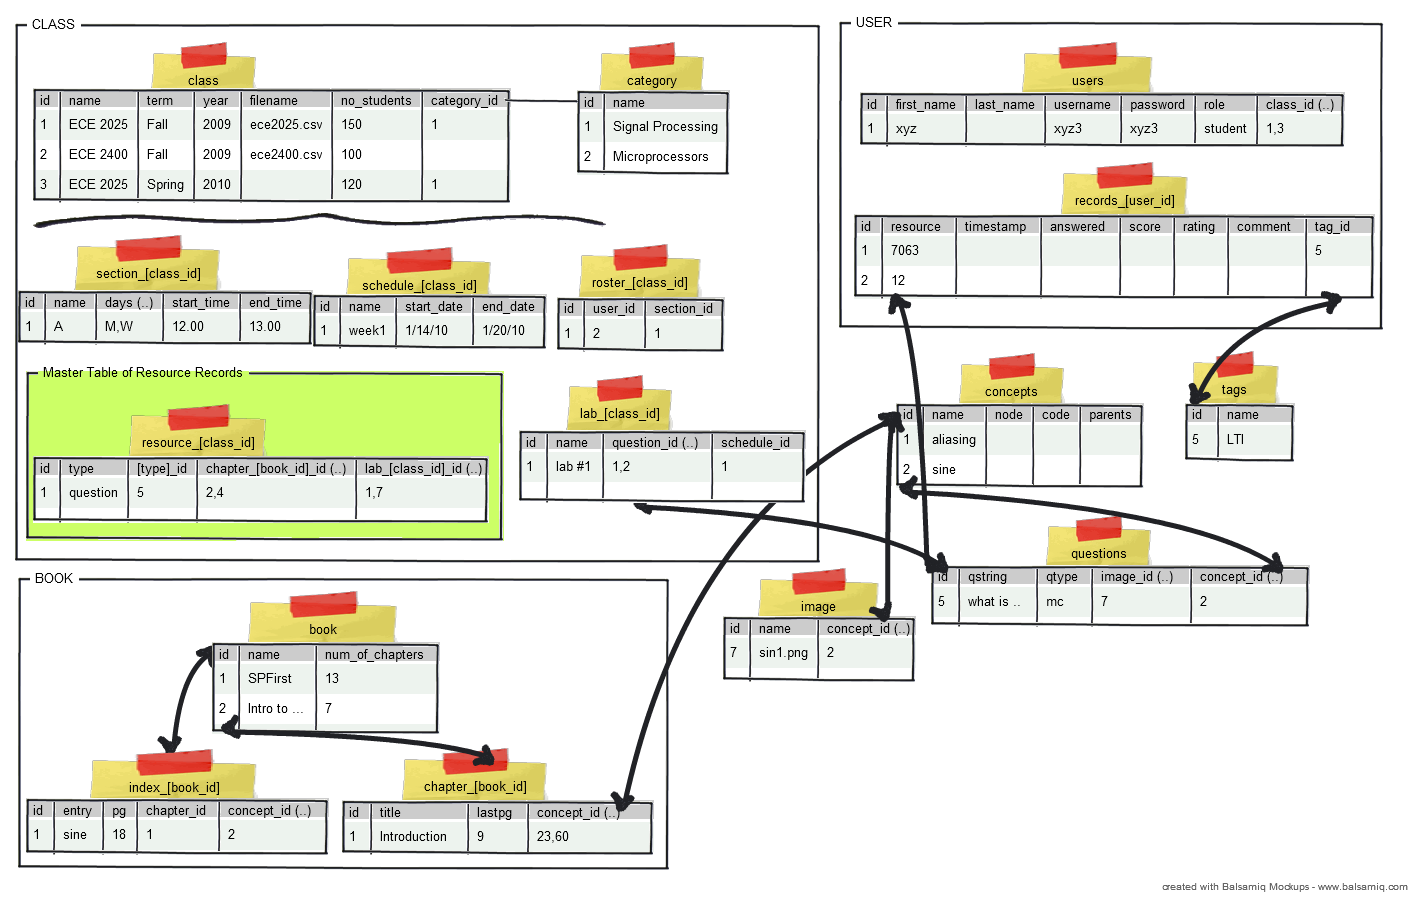 CLASS
class
id name term year filename no_students category_id
1 ECE 2025 Fall 2009 ece2025.csv 150 1
2 ECE 2400 Fall 2009 ece2400.csv 100
3 ECE 2025 Spring 2010 120 1
category
id name
1 Signal Processing
2 Microprocessors
section_[class_id]
id name days (..) start_time end_time
1 A M,W 12.00 13.00
schedule_[class_id]
id name start_date end_date
1 week1 1/14/10 1/20/10
roster_[class_id]
id user_id section_id
1 2 1
Master Table of Resource Records
resource_[class_id]
id type [type]_id chapter_[book_id]_id (..) lab_[class_id]_id (..)
1 question 5 2,4 1,7
lab_[class_id]
id name question_id (..) schedule_id
1 lab #1 1,2 1
USER
users
id first_name last_name username password role class_id (..)
1 xyz xyz3 xyz3 student 1,3
records_[user_id]
id resource timestamp answered score rating comment tag_id
1 7063 5
2 12
concepts
id name node code parents
1 aliasing
2 sine
tags
id name
5 LTI
questions
id qstring qtype image_id (..) concept_id (..)
5 what is .. mc 7 2
image
id name concept_id (..)
7 sin1.png 2
BOOK
book
id name num_of_chapters
1 SPFirst 13
2 Intro to ... 7
index_[book_id]
id entry pg chapter_id concept_id (..)
1 sine 18 1 2
chapter_[book_id]
id title lastpg concept_id (..)
1 Introduction 9 23,60
created with Balsamiq Mockups - www.balsamiq.com